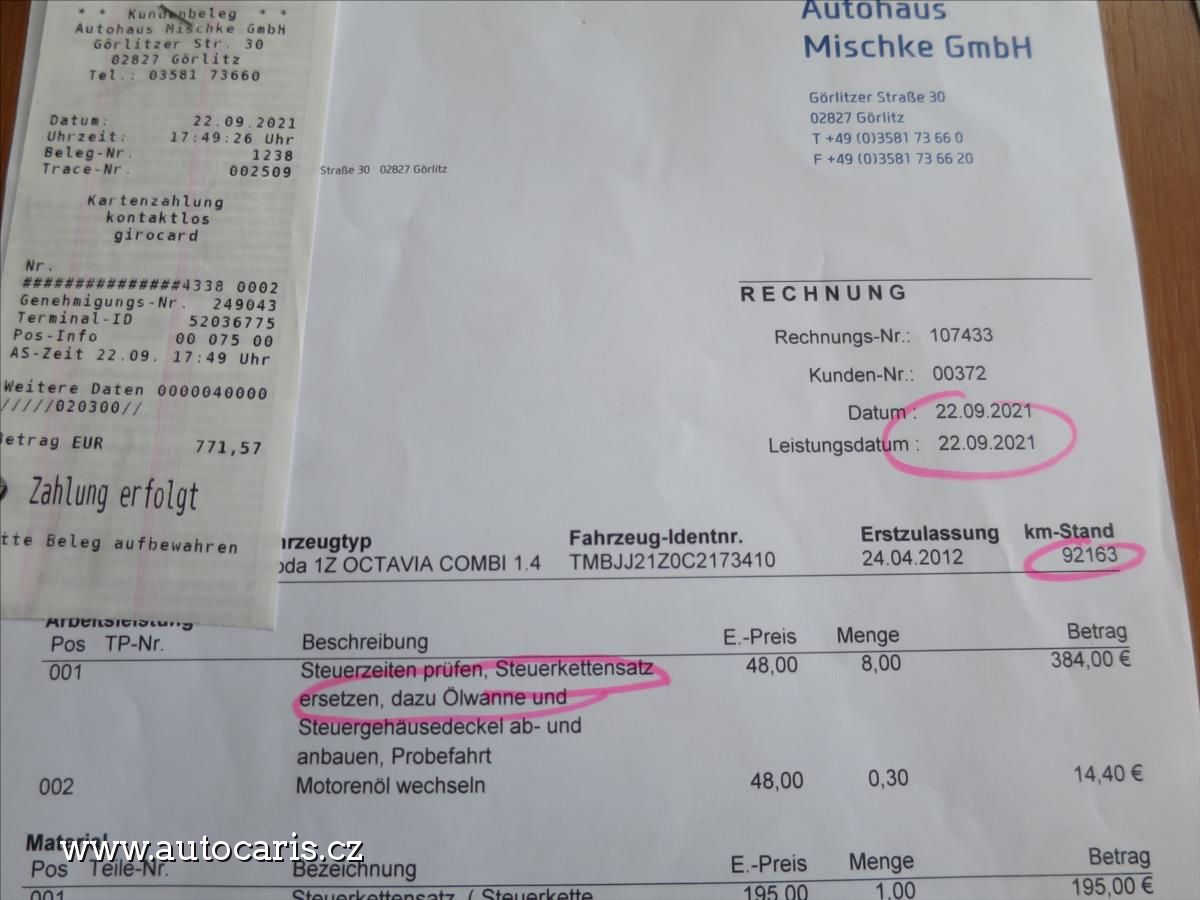 * * Kundenbeleg * *
Autohaus Mischke GmbH
Görlitzer Str. 30
02827 Görlitz
Tel.: 03581 73660
Datum: 22.09.2021
Uhrzeit: 17:49:26 Uhr
Beleg-Nr. 1238
Trace-Nr. 002509
Kartenzahlung
kontaktlos
girocard
Nr.
###############4338 0002
Genehmigungs-Nr. 249043
Terminal-ID 52036775
Pos-Info 00 075 00
AS-Zeit 22.09. 17:49 Uhr
Weitere Daten 0000040000
/////020300//
Betrag EUR 771,57
Zahlung erfolgt
tte Beleg aufbewahren
Autohaus
Mischke GmbH
Görlitzer Straße 30
02827 Görlitz
T +49 (0)3581 73 66 0
F +49 (0)3581 73 66 20
Straße 30 02827 Görlitz
RECHNUNG
Rechnungs-Nr.: 107433
Kunden-Nr.: 00372
Datum : 22.09.2021
Leistungsdatum : 22.09.2021
hrzeugtyp Fahrzeug-Identnr. Erstzulassung km-Stand
oda 1Z OCTAVIA COMBI 1.4 TMBJJ21Z0C2173410 24.04.2012 92163
Arbeitsleistung
Pos TP-Nr. Beschreibung E.-Preis Menge Betrag
001 Steuerzeiten prüfen, Steuerkettensatz 48,00 8,00 384,00 €
ersetzen, dazu Ölwanne und
Steuergehäusedeckel ab- und
anbauen, Probefahrt
002 Motorenöl wechseln 48,00 0,30 14,40 €
Material
www.autocaris.cz
Pos Teile-Nr. Bezeichnung E.-Preis Menge Betrag
001 Steuerkettensatz ( Steuerkette 195,00 1,00 195,00 €